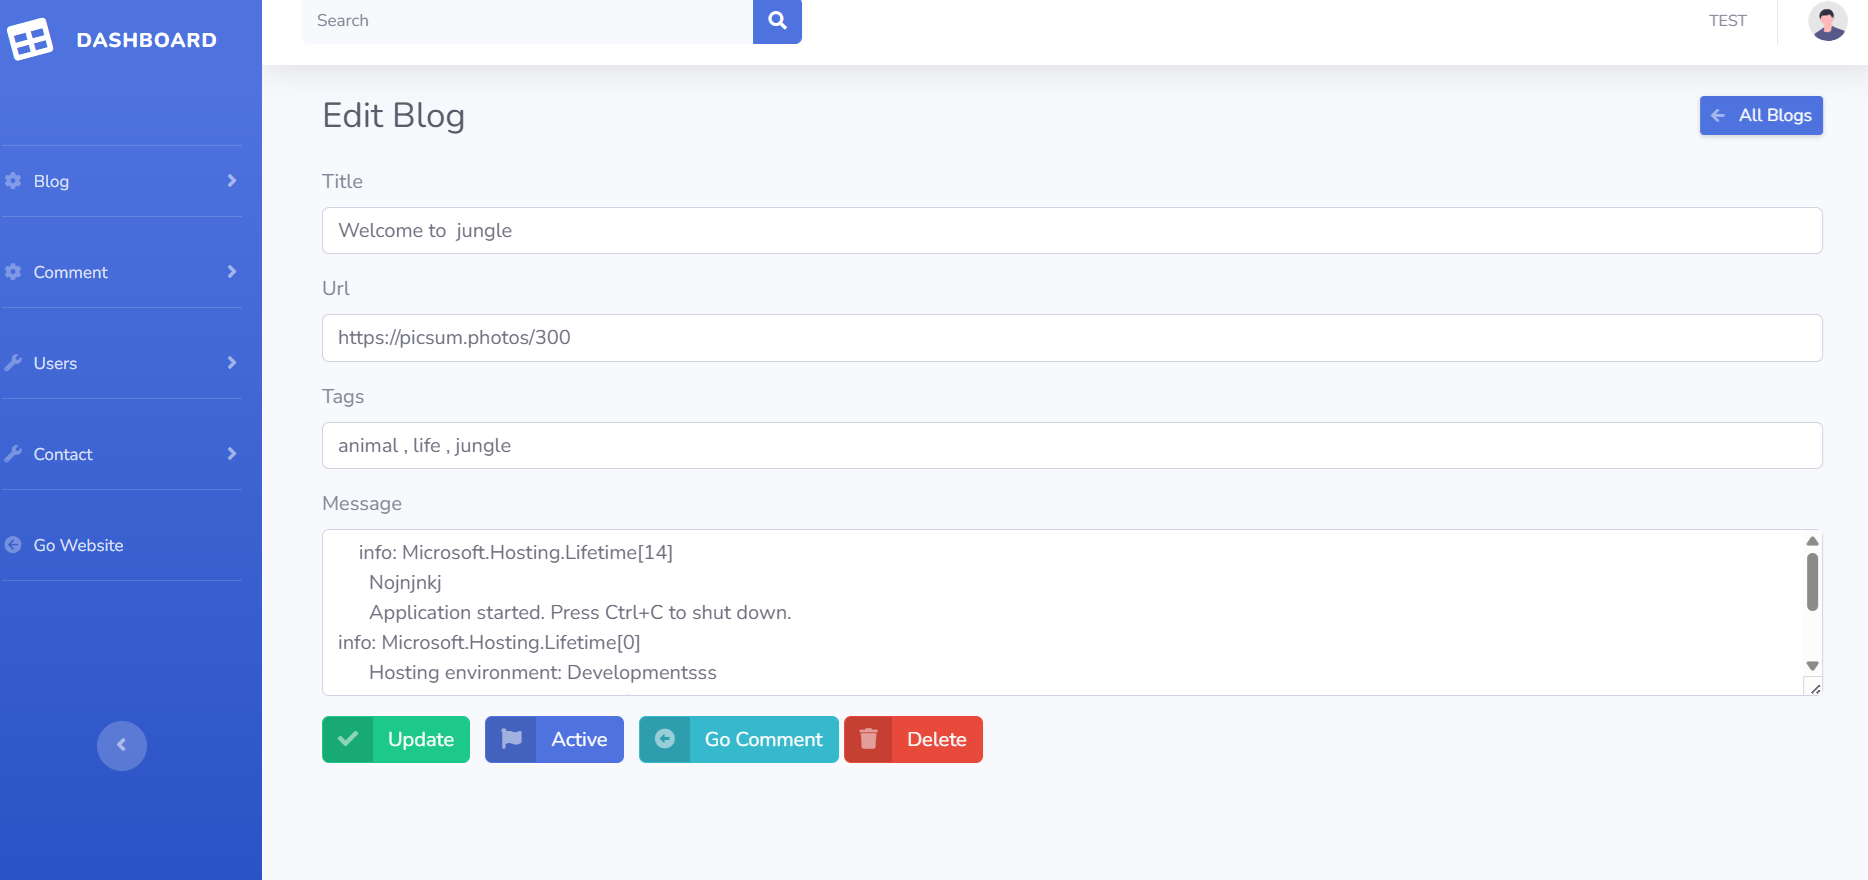 DASHBOARD
Search
TEST
Edit Blog
All Blogs
Blog
Comment
Users
Contact
Go Website
Title
Welcome to  jungle
Url
https://picsum.photos/300
Tags
animal , life , jungle
Message
info: Microsoft.Hosting.Lifetime[14]
Nojnjnkj
Application started. Press Ctrl+C to shut down.
info: Microsoft.Hosting.Lifetime[0]
Hosting environment: Developmentsss
Update
Active
Go Comment
Delete